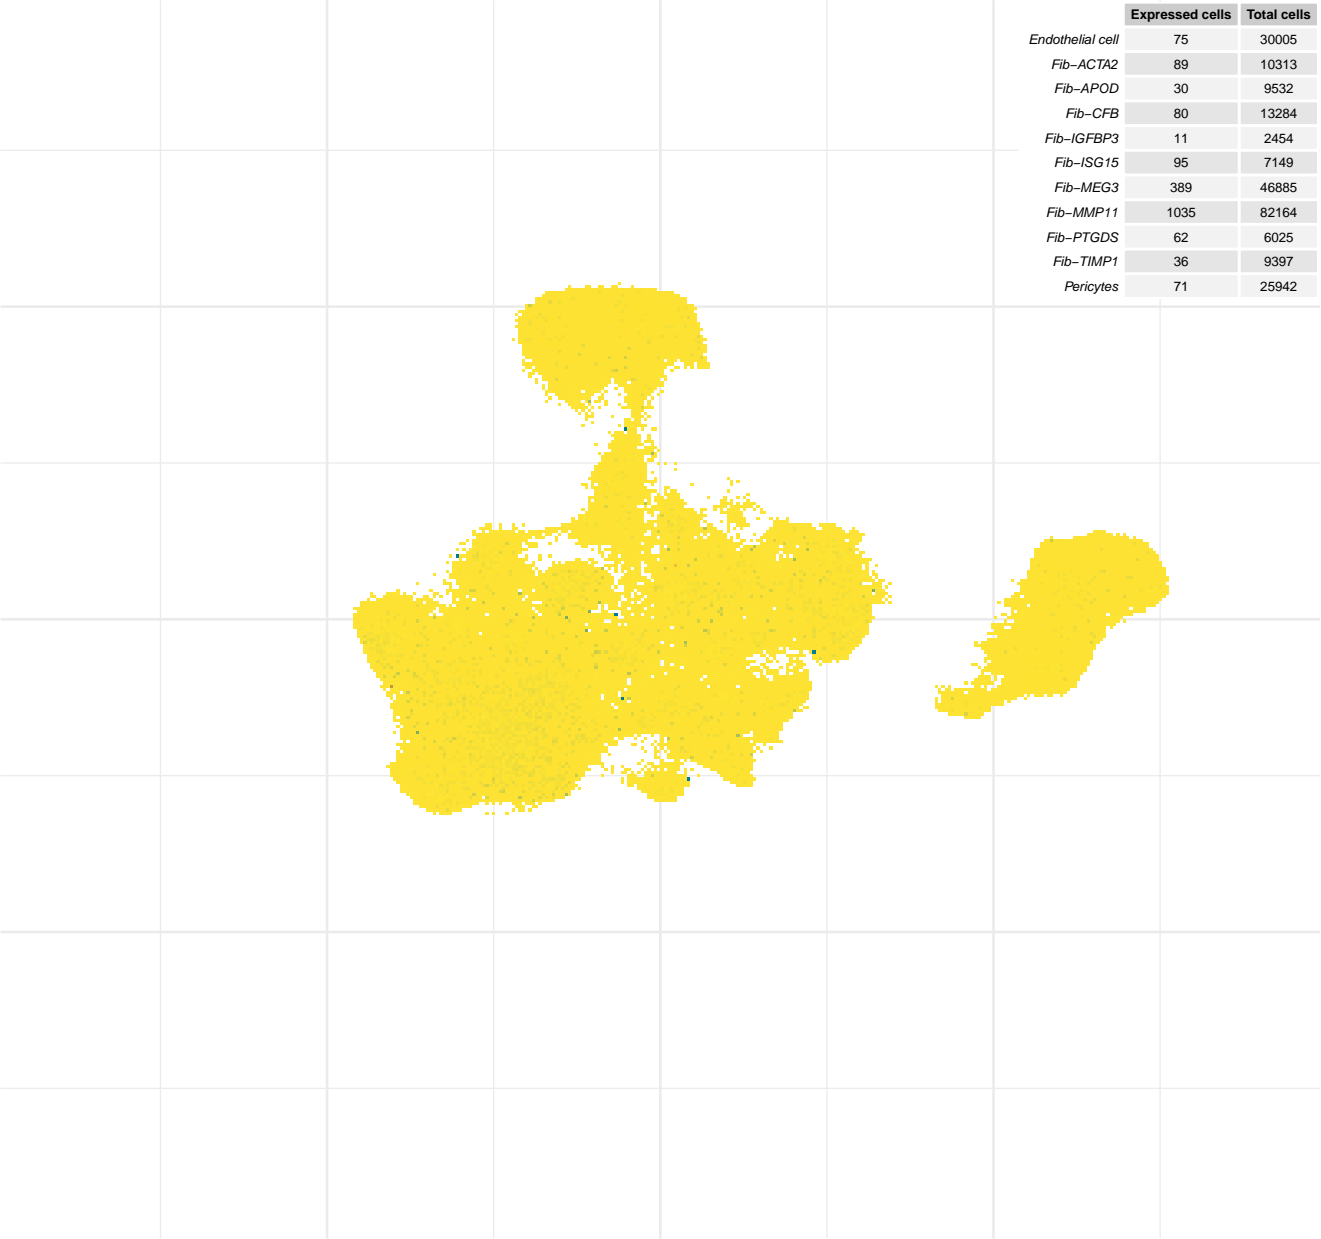 Expressed cells Total cells
Endothelial cell 75 30005
Fib−ACTA2 89 10313
Fib−APOD 30 9532
Fib−CFB 80 13284
Fib−IGFBP3 11 2454
Fib−ISG15 95 7149
Fib−MEG3 389 46885
Fib−MMP11 1035 82164
Fib−PTGDS 62 6025
Fib−TIMP1 36 9397
Pericytes 71 25942